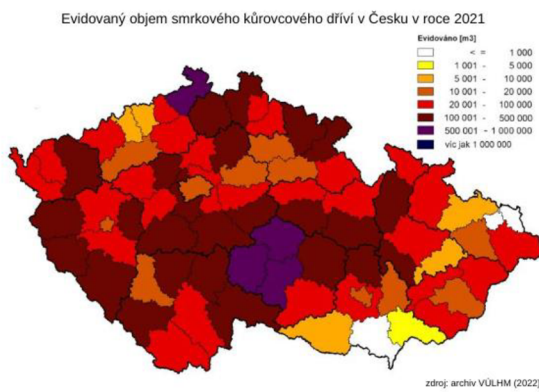 Evidovaný objem smrkového kůrovcového dříví v Česku v roce 2021
Evidováno [m3]
< = 1 000
1 001 - 5 000
5 001 - 10 000
10 001 - 20 000
20 001 - 100 000
100 001 - 500 000
500 001 - 1 000 000
víc jak 1 000 000
zdroj: archiv VÚLHM (2022)